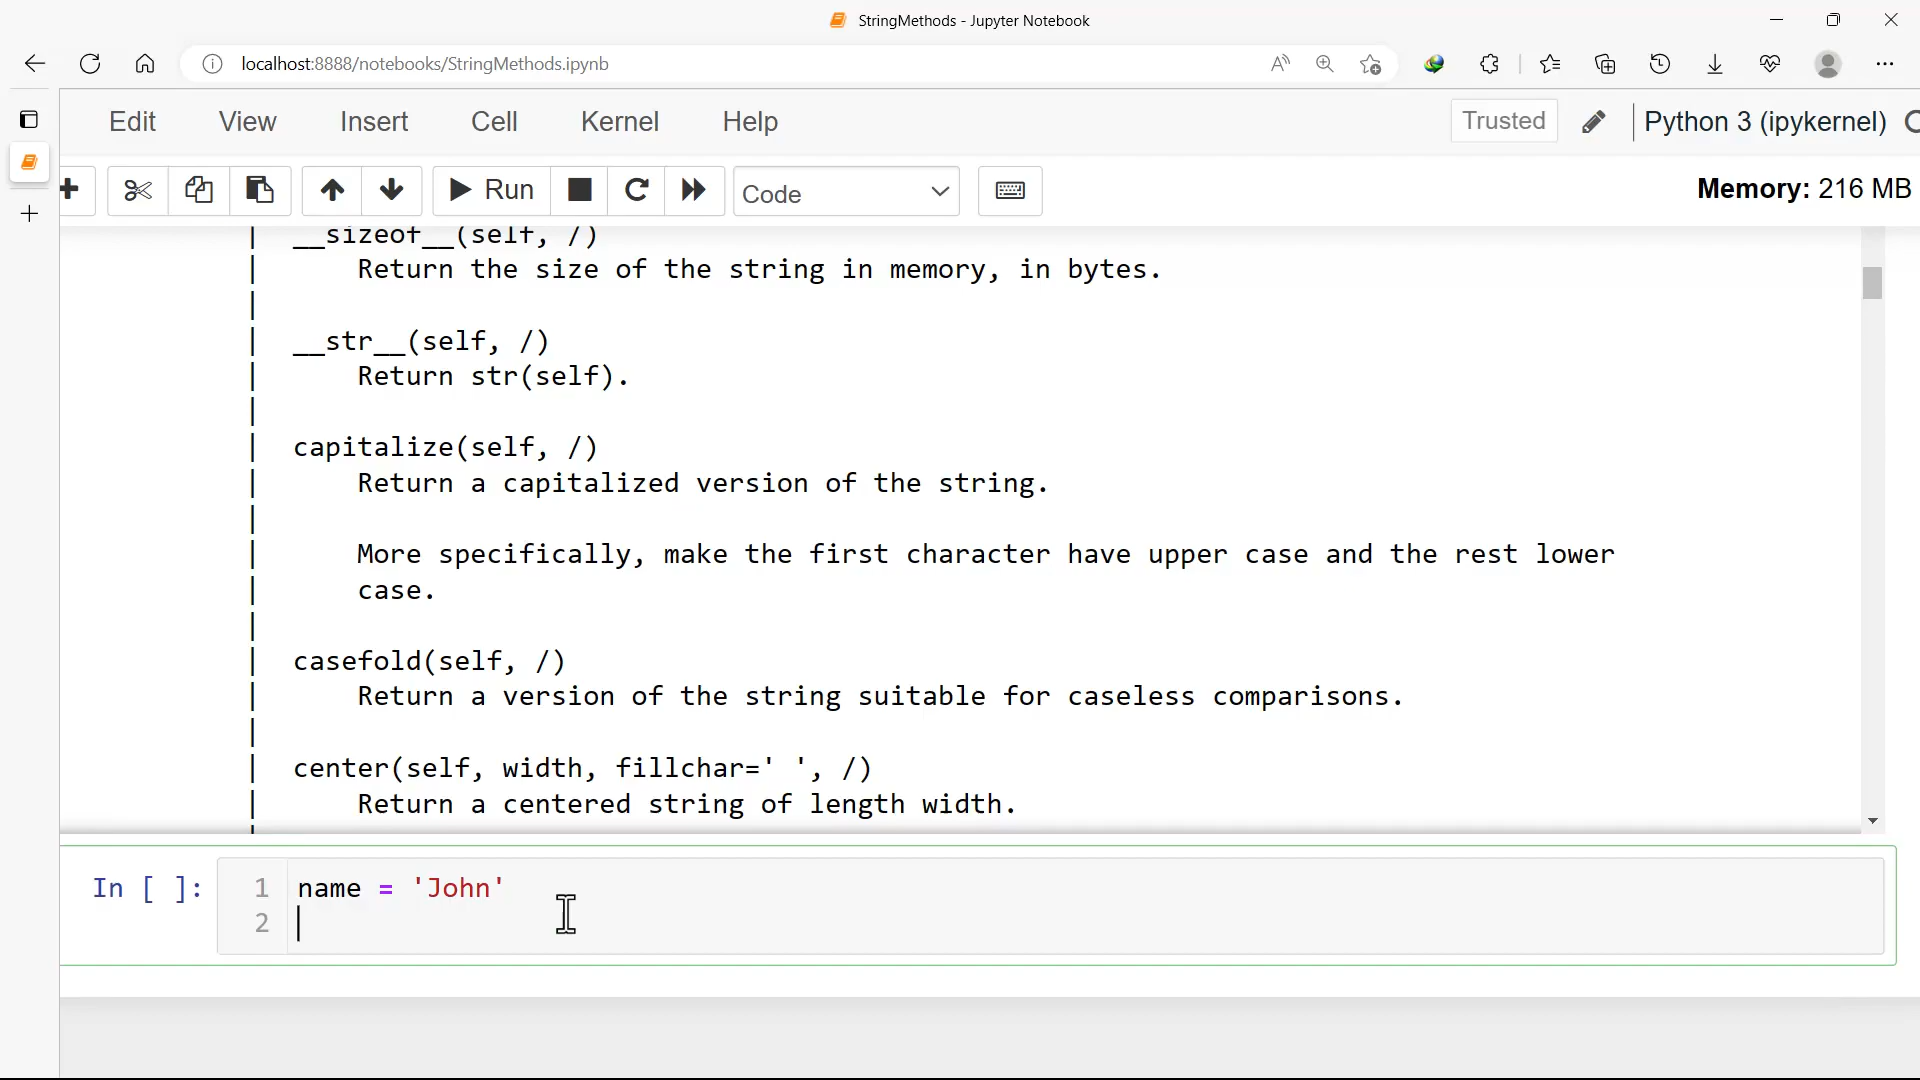 StringMethods - Jupyter Notebook
localhost:8888/notebooks/StringMethods.ipynb
Edit View Insert Cell Kernel Help Trusted Python 3 (ipykernel)
Run Code Memory: 216 MB
| __sizeof__(self, /)
|     Return the size of the string in memory, in bytes.
|
| __str__(self, /)
|     Return str(self).
|
| capitalize(self, /)
|     Return a capitalized version of the string.
|
|     More specifically, make the first character have upper case and the rest lower
|     case.
|
| casefold(self, /)
|     Return a version of the string suitable for caseless comparisons.
|
| center(self, width, fillchar=' ', /)
|     Return a centered string of length width.
|
In [ ]: 1 name = 'John'
2